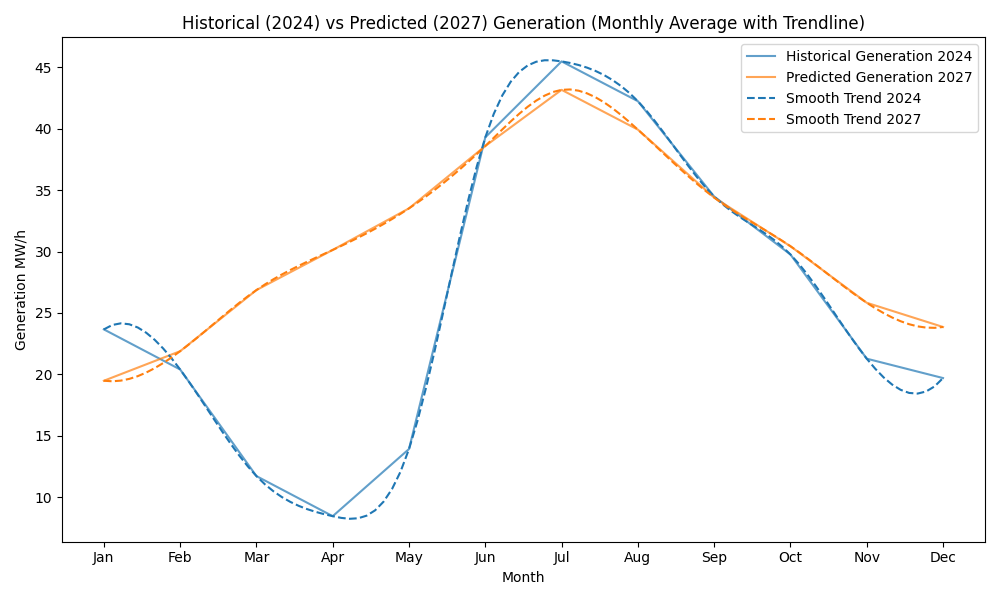 Historical (2024) vs Predicted (2027) Generation (Monthly Average with Trendline)
Historical Generation 2024
Predicted Generation 2027
Smooth Trend 2024
Smooth Trend 2027
Generation MW/h
45
40
35
30
25
20
15
10
Jan Feb Mar Apr May Jun Jul Aug Sep Oct Nov Dec
Month